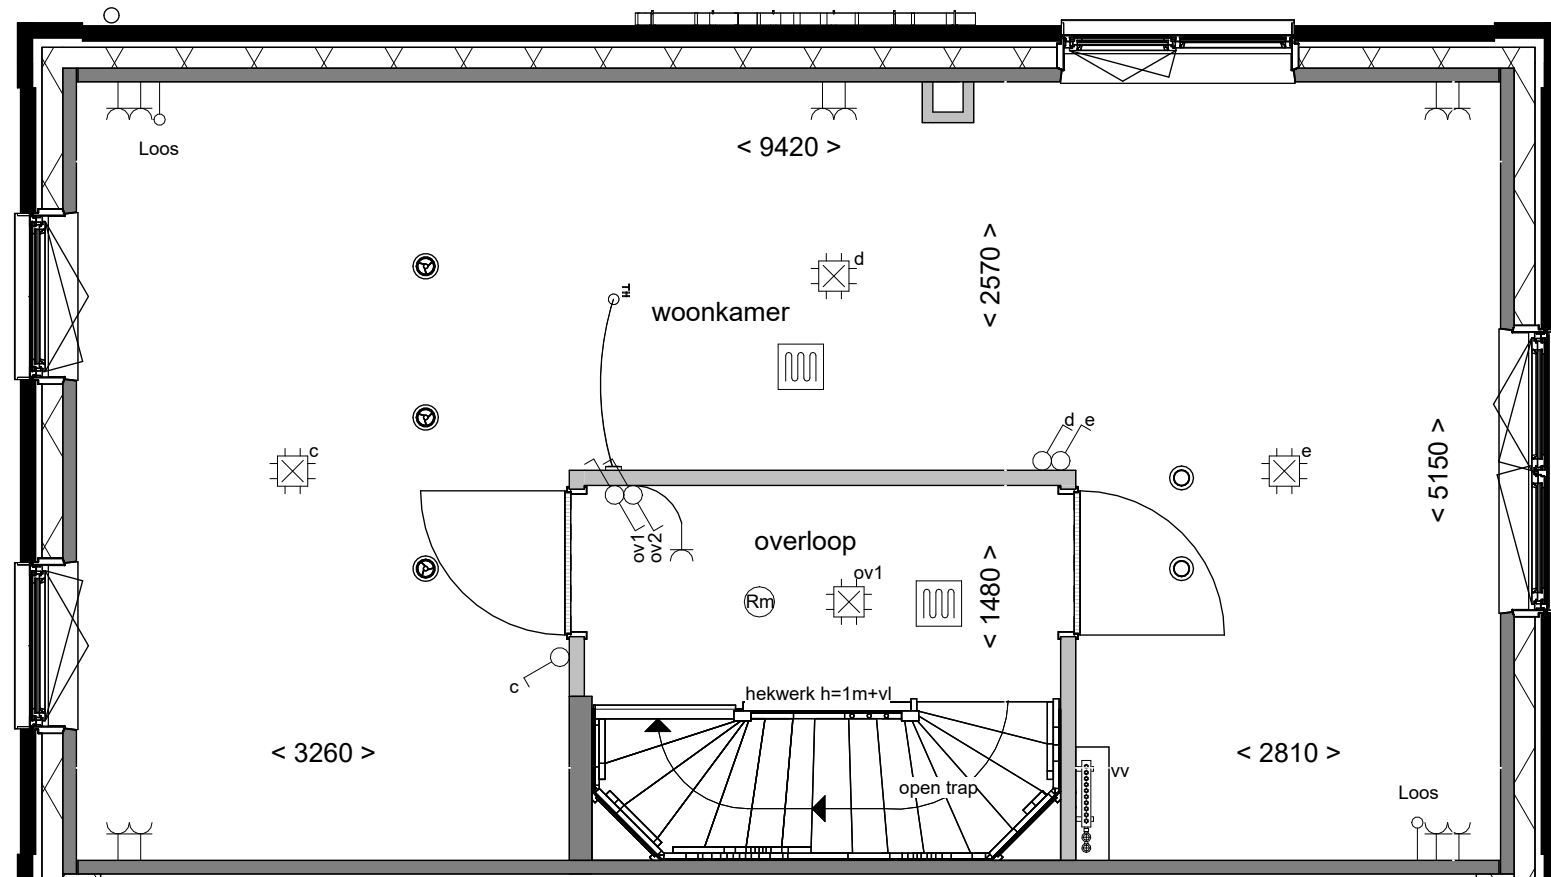 Loos
< 9420 >
< 2570 >
d
TH
woonkamer
c
d e
e
< 5150 >
ov1
ov2
overloop
ov1
Rm
< 1480 >
c
hekwerk h=1m+vl
< 3260 >
< 2810 >
open trap
vv
Loos